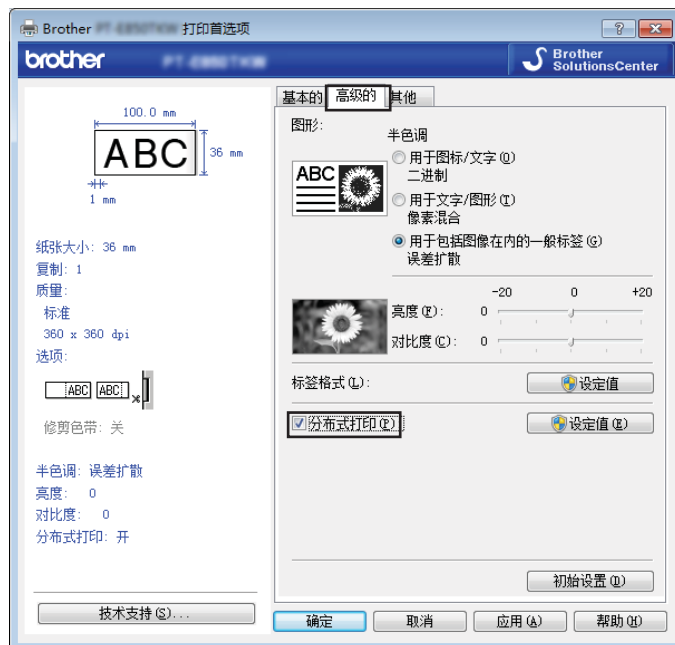 Brother 打印首选项
brother
Brother
SolutionsCenter
100.0 mm
ABC
36 mm
1 mm
纸张大小: 36 mm
复制: 1
质量:
标准
360 x 360 dpi
选项:
ABC ABC
修剪色带: 关
半色调: 误差扩散
亮度: 0
对比度: 0
分布式打印: 开
技术支持(S)...
基本的 高级的 其他
图形:
半色调
ABC
用于图标/文字(O)
二进制
用于文字/图形(T)
像素混合
用于包括图像在内的一般标签(G)
误差扩散
-20 0 +20
亮度(F): 0
对比度(C): 0
标签格式(L): 设定值
分布式打印(P) 设定值(E)
初始设置(D)
确定 取消 应用(A) 帮助(H)